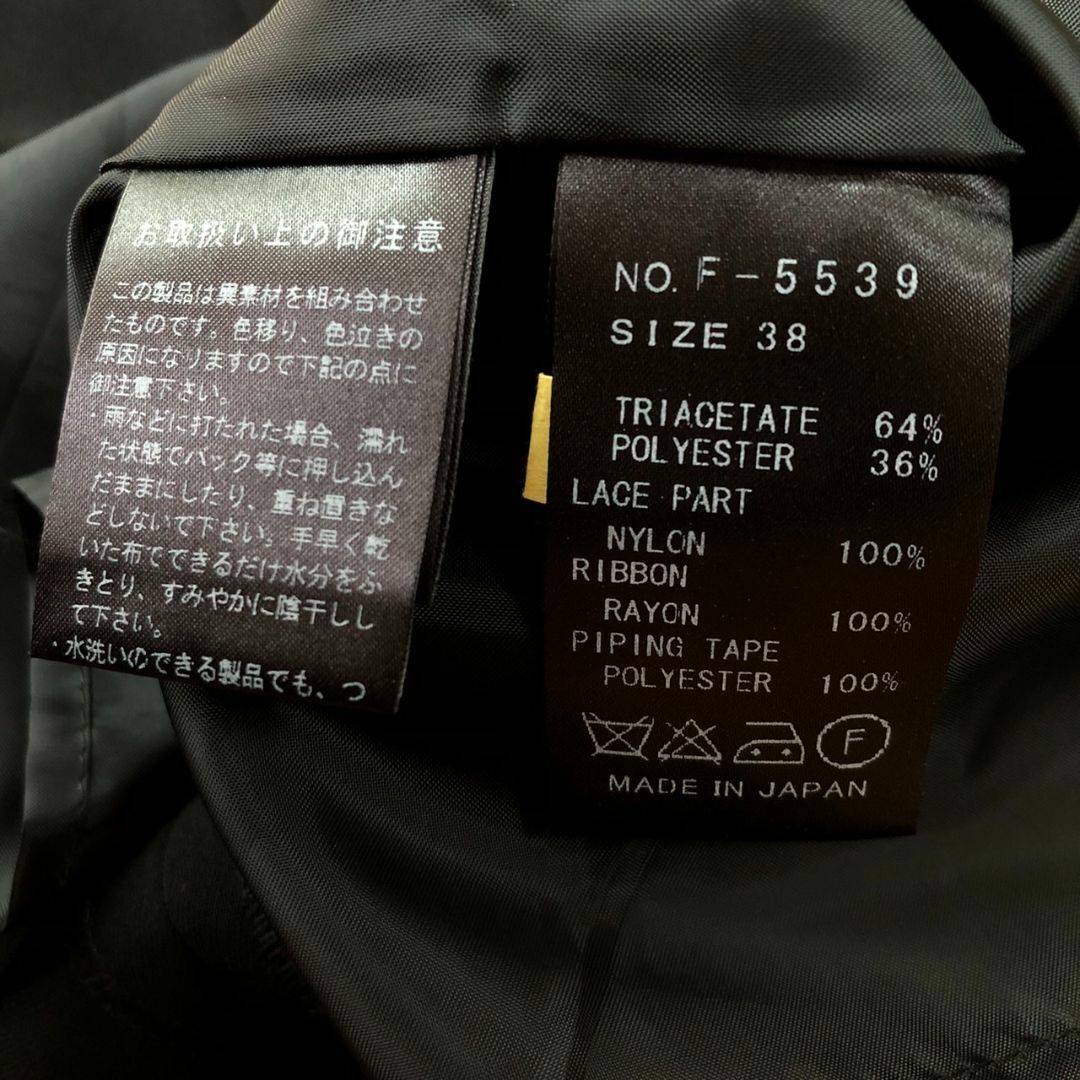 お取扱い上の御注意
この製品は異素材を組み合わせ
たものです。色移り、色泣きの
原因になりますので下記の点に
御注意下さい。
・雨などに打たれた場合、濡れ
た状態でバック等に押し込ん
だままにしたり、重ね置きな
どしないで下さい。手早く乾
いた布でできるだけ水分をふ
きとり、すみやかに陰干しし
て下さい。
・水洗いのできる製品でも、つ
NO. F-5539
SIZE 38
TRIACETATE 64%
POLYESTER 36%
LACE PART
NYLON 100%
RIBBON
RAYON 100%
PIPING TAPE
POLYESTER 100%
F
MADE IN JAPAN